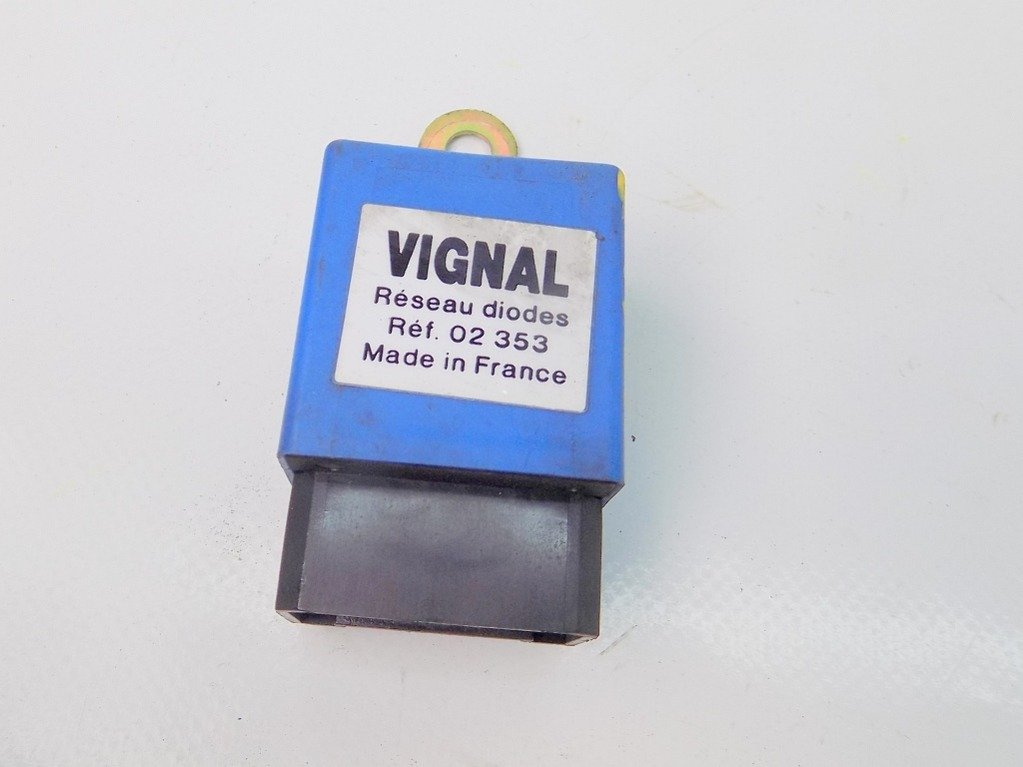 VIGNAL
Réseau diodes
Réf. 02 353
Made in France